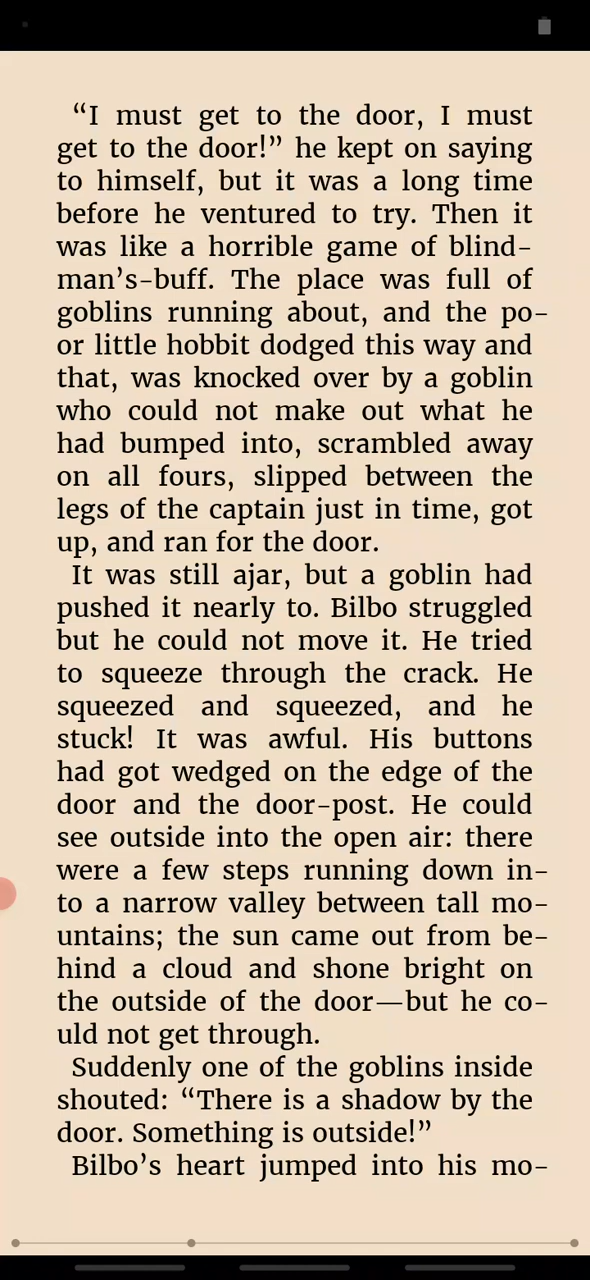 “I must get to the door, I must
get to the door!” he kept on saying
to himself, but it was a long time
before he ventured to try. Then it
was like a horrible game of blind-
man’s-buff. The place was full of
goblins running about, and the po-
or little hobbit dodged this way and
that, was knocked over by a goblin
who could not make out what he
had bumped into, scrambled away
on all fours, slipped between the
legs of the captain just in time, got
up, and ran for the door.
It was still ajar, but a goblin had
pushed it nearly to. Bilbo struggled
but he could not move it. He tried
to squeeze through the crack. He
squeezed and squeezed, and he
stuck! It was awful. His buttons
had got wedged on the edge of the
door and the door-post. He could
see outside into the open air: there
were a few steps running down in-
to a narrow valley between tall mo-
untains; the sun came out from be-
hind a cloud and shone bright on
the outside of the door—but he co-
uld not get through.
Suddenly one of the goblins inside
shouted: “There is a shadow by the
door. Something is outside!”
Bilbo’s heart jumped into his mo-